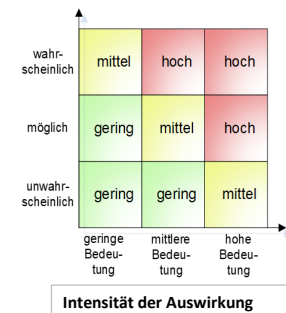 wahr-
scheinlich
mittel
hoch
hoch
möglich
gering
mittel
hoch
unwahr-
scheinlich
gering
gering
mittel
geringe
Bedeu-
tung
mittlere
Bedeu-
tung
hohe
Bedeu-
tung
Intensität der Auswirkung